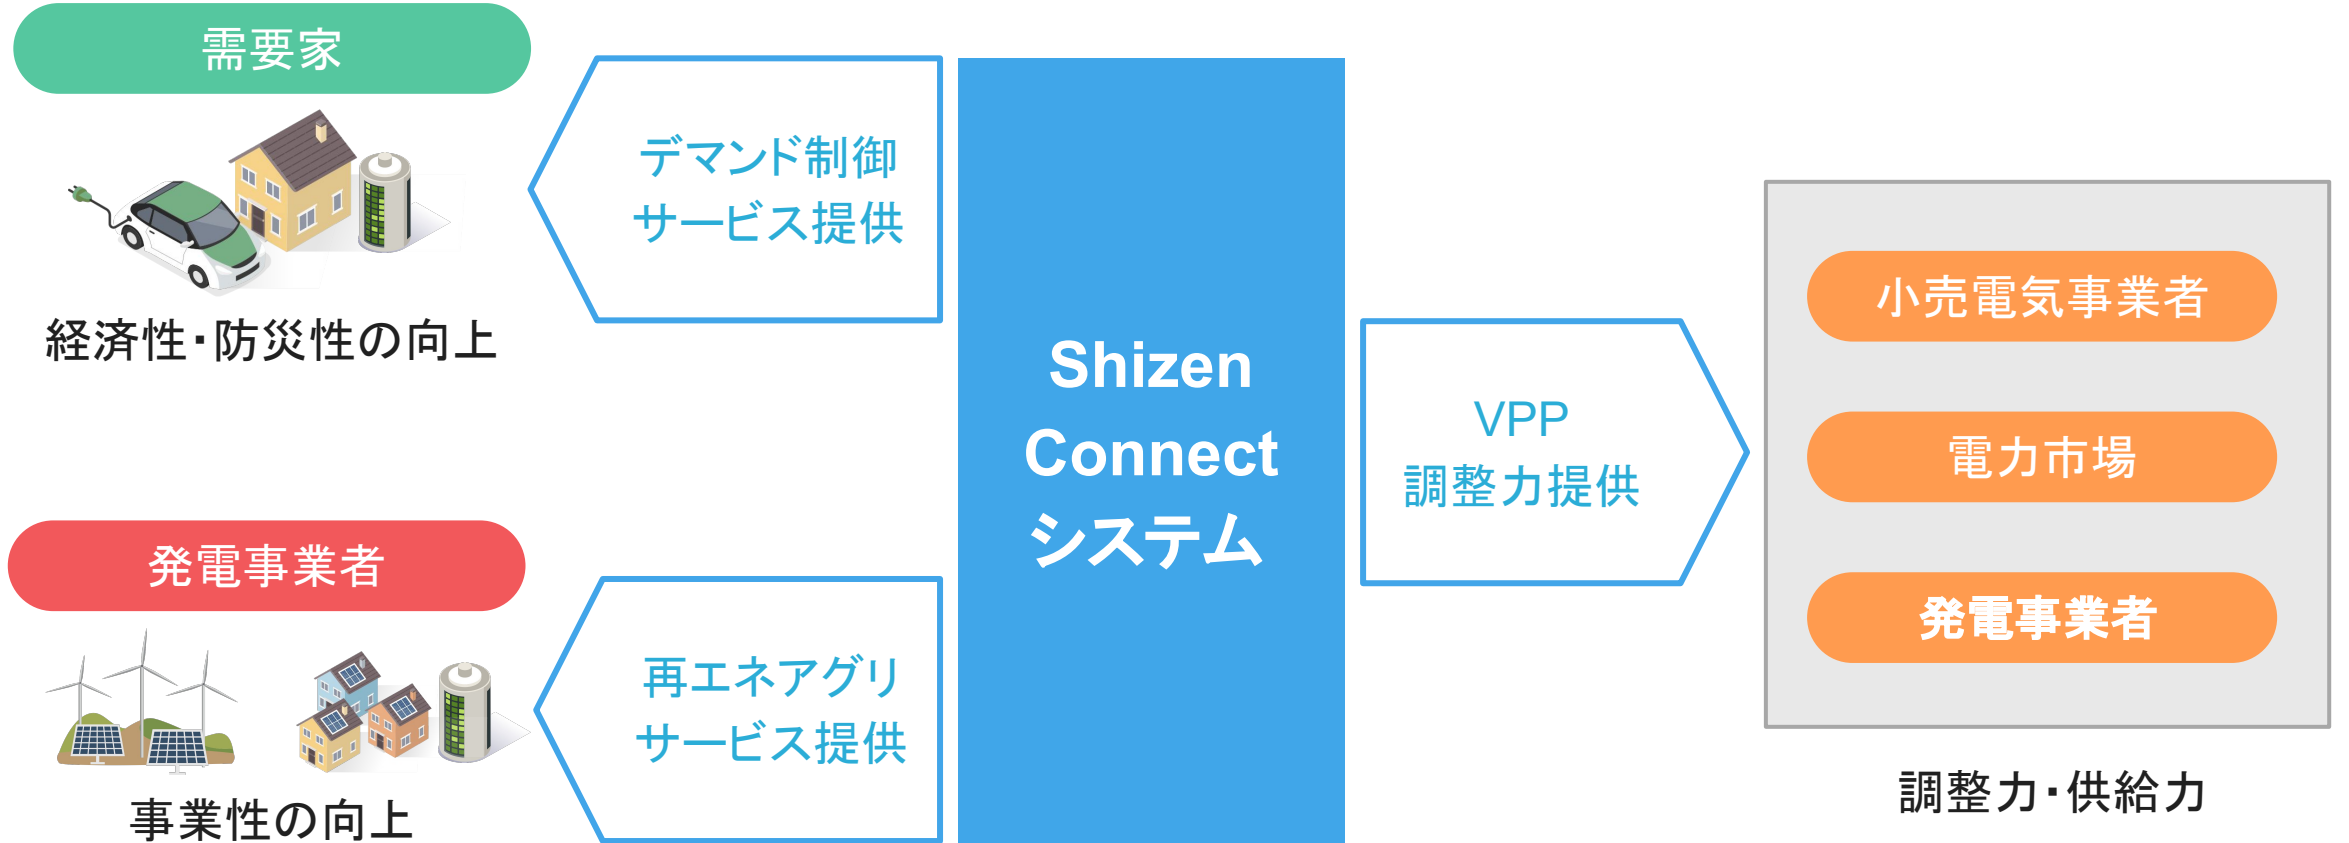 需要家
デマンド制御
サービス提供
経済性・防災性の向上
発電事業者
再エネアグリ
サービス提供
事業性の向上
Shizen
Connect
システム
VPP
調整力提供
小売電気事業者
電力市場
発電事業者
調整力・供給力